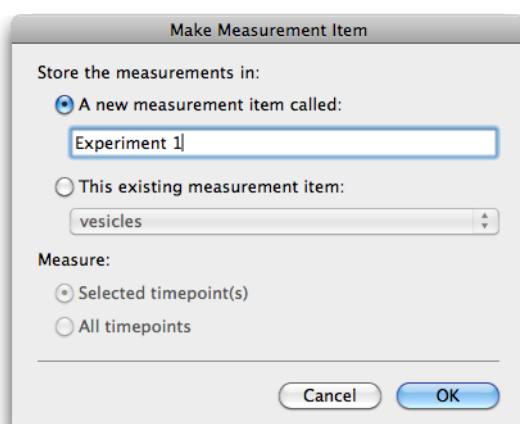 Make Measurement Item
Store the measurements in:
A new measurement item called:
Experiment 1
This existing measurement item:
vesicles
Measure:
Selected timepoint(s)
All timepoints
Cancel OK